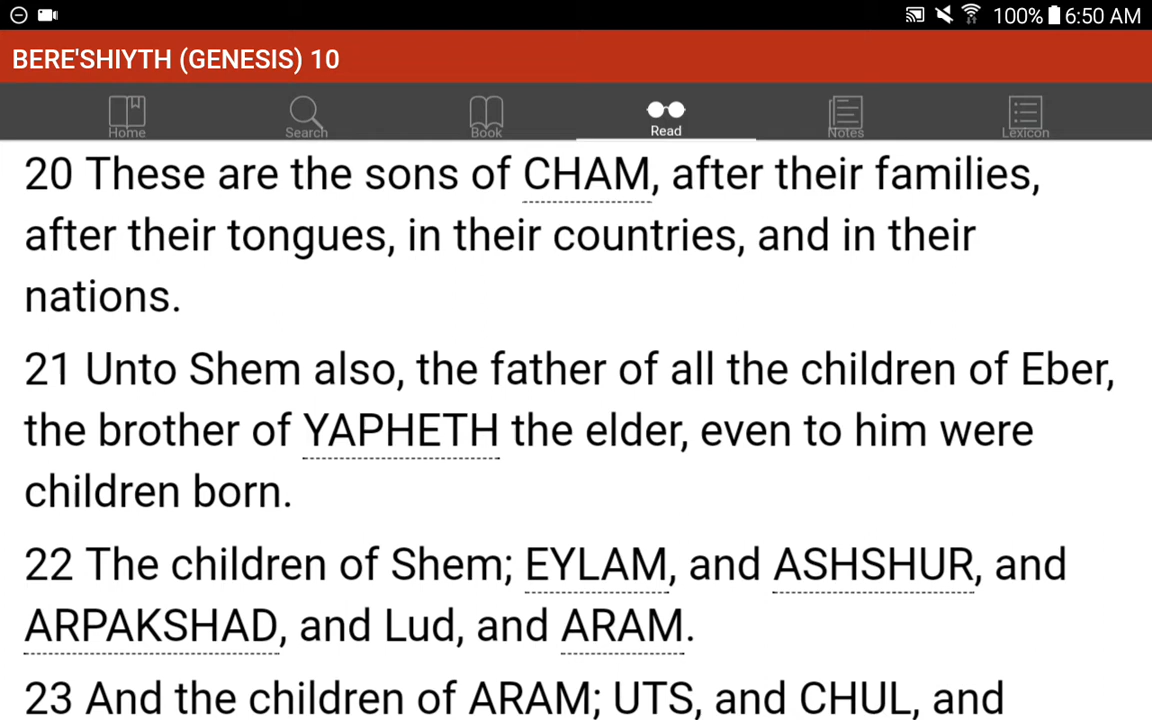 100% 6:50 AM
BERE'SHIYTH (GENESIS) 10
Home Search Book Read Notes Lexicon
20 These are the sons of CHAM, after their families,
after their tongues, in their countries, and in their
nations.
21 Unto Shem also, the father of all the children of Eber,
the brother of YAPHETH the elder, even to him were
children born.
22 The children of Shem; EYLAM, and ASHSHUR, and
ARPAKSHAD, and Lud, and ARAM.
23 And the children of ARAM; UTS, and CHUL, and